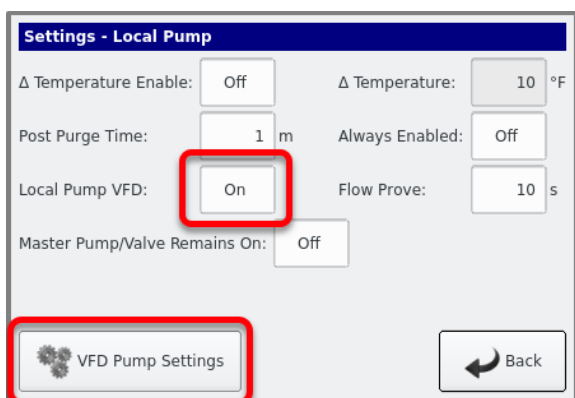 Settings - Local Pump
Δ Temperature Enable: Off Δ Temperature: 10 °F
Post Purge Time: 1 m Always Enabled: Off
Local Pump VFD: On Flow Prove: 10 s
Master Pump/Valve Remains On: Off
VFD Pump Settings Back